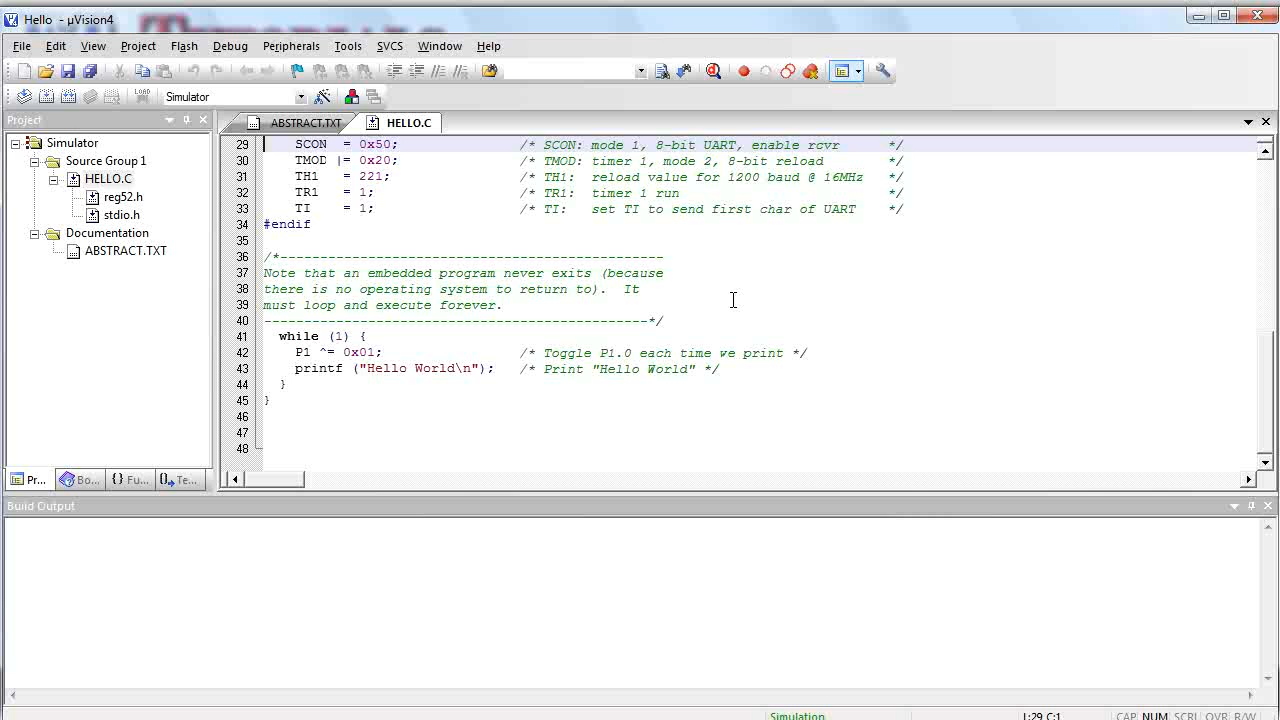 Hello - µVision4
File Edit View Project Flash Debug Peripherals Tools SVCS Window Help
LOAD Simulator
Project
Simulator
Source Group 1
HELLO.C
reg52.h
stdio.h
Documentation
ABSTRACT.TXT
Pr... Bo... {} Fu... Te...
ABSTRACT.TXT HELLO.C
29 SCON = 0x50; /* SCON: mode 1, 8-bit UART, enable rcvr */
30 TMOD |= 0x20; /* TMOD: timer 1, mode 2, 8-bit reload */
31 TH1 = 221; /* TH1: reload value for 1200 baud @ 16MHz */
32 TR1 = 1; /* TR1: timer 1 run */
33 TI = 1; /* TI: set TI to send first char of UART */
34 #endif
35
36 /*------------------------------------------------
37 Note that an embedded program never exits (because
38 there is no operating system to return to). It
39 must loop and execute forever.
40 ------------------------------------------------*/
41 while (1) {
42 P1 ^= 0x01; /* Toggle P1.0 each time we print */
43 printf ("Hello World\n"); /* Print "Hello World" */
44 }
45 }
46
47
48
Build Output
Simulation L:29 C:1 CAP NUM SCRL OVR R/W